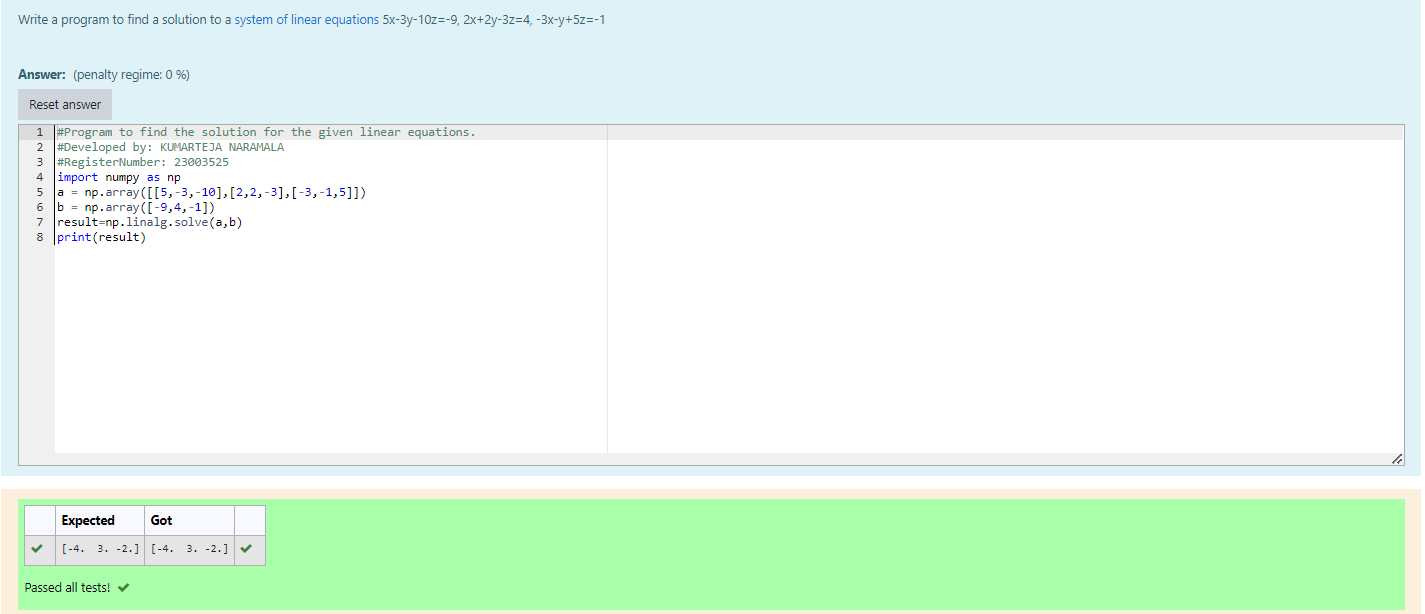 Write a program to find a solution to a system of linear equations 5x-3y-10z=-9, 2x+2y-3z=4, -3x-y+5z=-1
Answer: (penalty regime: 0 %)
Reset answer
1 #Program to find the solution for the given linear equations.
2 #Developed by: KUMARTEJA NARAMALA
3 #RegisterNumber: 23003525
4 import numpy as np
5 a = np.array([[5,-3,-10],[2,2,-3],[-3,-1,5]])
6 b = np.array([-9,4,-1])
7 result=np.linalg.solve(a,b)
8 print(result)
Expected Got
[-4.  3. -2.] [-4.  3. -2.]
Passed all tests!